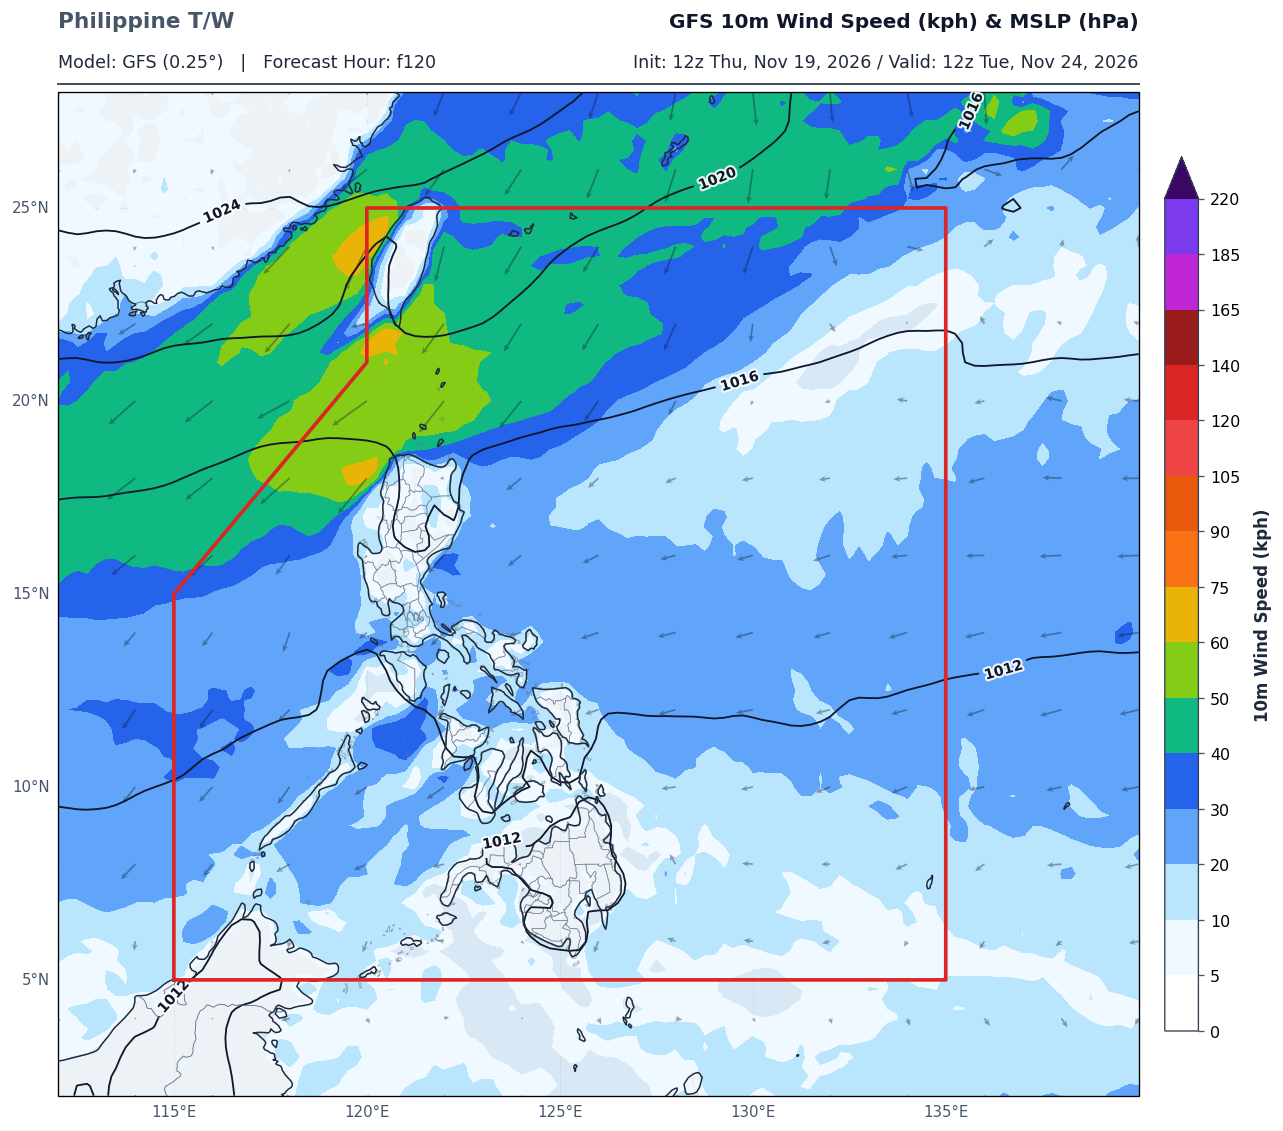 Philippine T/W
GFS 10m Wind Speed (kph) & MSLP (hPa)
Model: GFS (0.25°) | Forecast Hour: f120
Init: 12z Thu, Nov 19, 2026 / Valid: 12z Tue, Nov 24, 2026
1016
1020
1024
1016
1012
1012
1012
25°N
20°N
15°N
10°N
5°N
115°E
120°E
125°E
130°E
135°E
220
185
165
140
120
105
90
75
60
50
40
30
20
10
5
0
10m Wind Speed (kph)